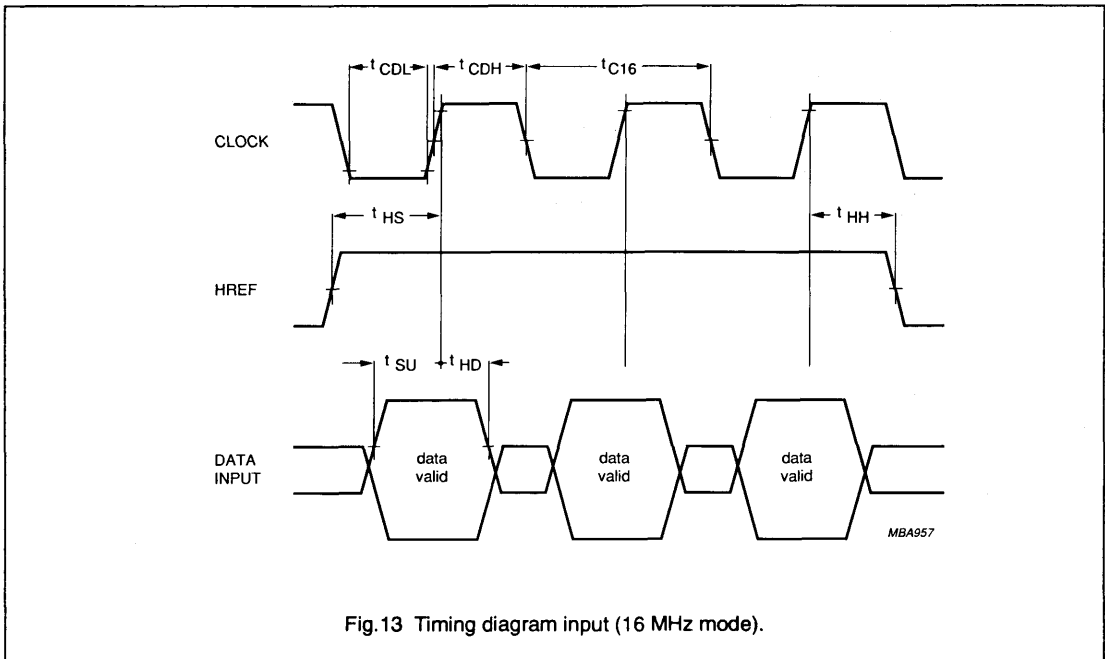 t CDL t CDH t C16
CLOCK
t HS t HH
HREF
t SU t HD
DATA
INPUT
data
valid
data
valid
data
valid
MBA957
Fig.13 Timing diagram input (16 MHz mode).